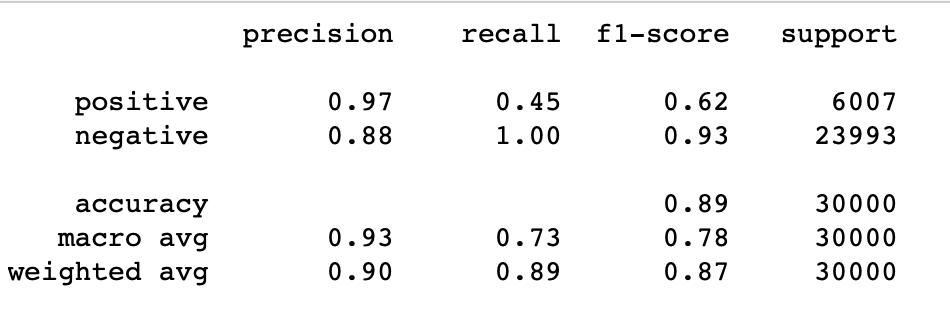 precision recall f1-score support
positive 0.97 0.45 0.62 6007
negative 0.88 1.00 0.93 23993
accuracy 0.89 30000
macro avg 0.93 0.73 0.78 30000
weighted avg 0.90 0.89 0.87 30000